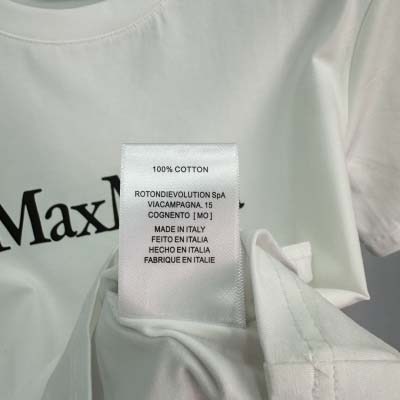 100% COTTON
ROTONDIEVOLUTION SpA
VIACAMPAGNA. 15
COGNENTO [ MO ]
MADE IN ITALY
FEITO EN ITALIA
HECHO EN ITALIA
FABRIQUE EN ITALIE
Max